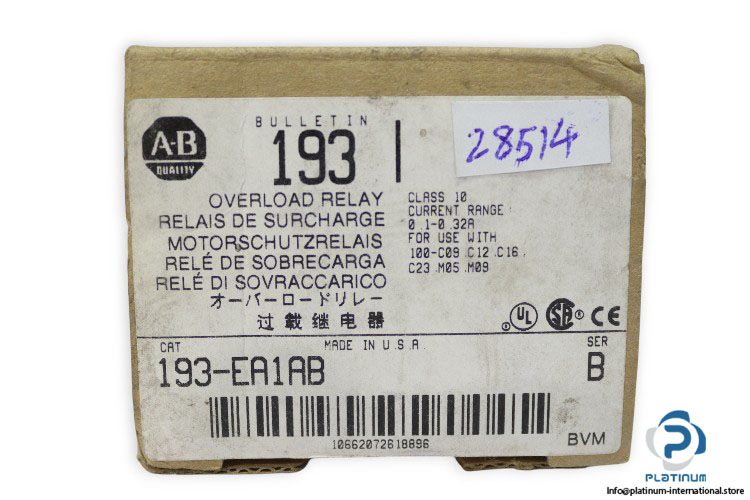 BULLETIN
193
28514
A-B
QUALITY
OVERLOAD RELAY
RELAIS DE SURCHARGE
MOTORSCHUTZRELAIS
RELÉ DE SOBRECARGA
RELÉ DI SOVRACCARICO
オーバーロードリレー
过载继电器
CLASS 10
CURRENT RANGE
0.1-0.32A
FOR USE WITH
100-C09.C12.C16.
C23.M05.M09
UL
SA
CE
CAT
MADE IN U.S.A.
SER
193-EA1AB
B
10662072618896
BVM
PLATINUM
Info@platinum-international.store